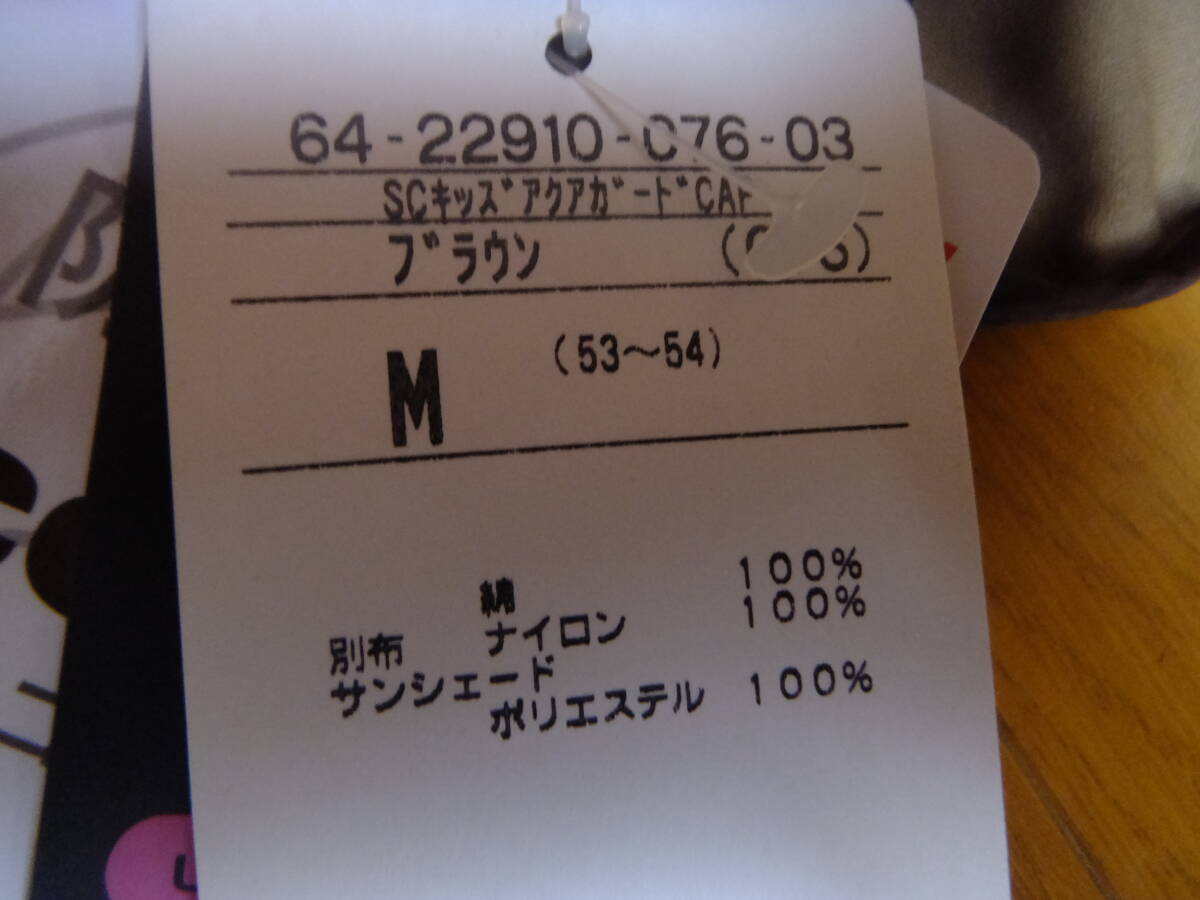 64-22910-076-03
SCｷｯｽﾞｱｸｱｶﾞｰﾄﾞCAP
ﾌﾞﾗｳﾝ
M (53～54)
綿 100%
別布 ナイロン 100%
サンシェード
ポリエステル 100%